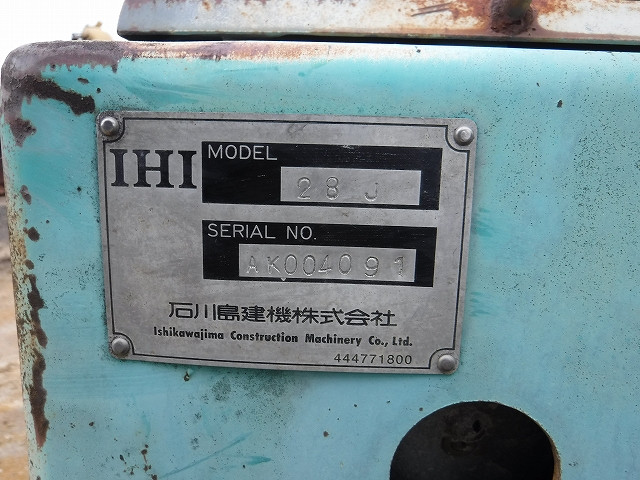 IHI
MODEL
28J
SERIAL NO.
AK004091
石川島建機株式会社
Ishikawajima Construction Machinery Co., Ltd.
444771800